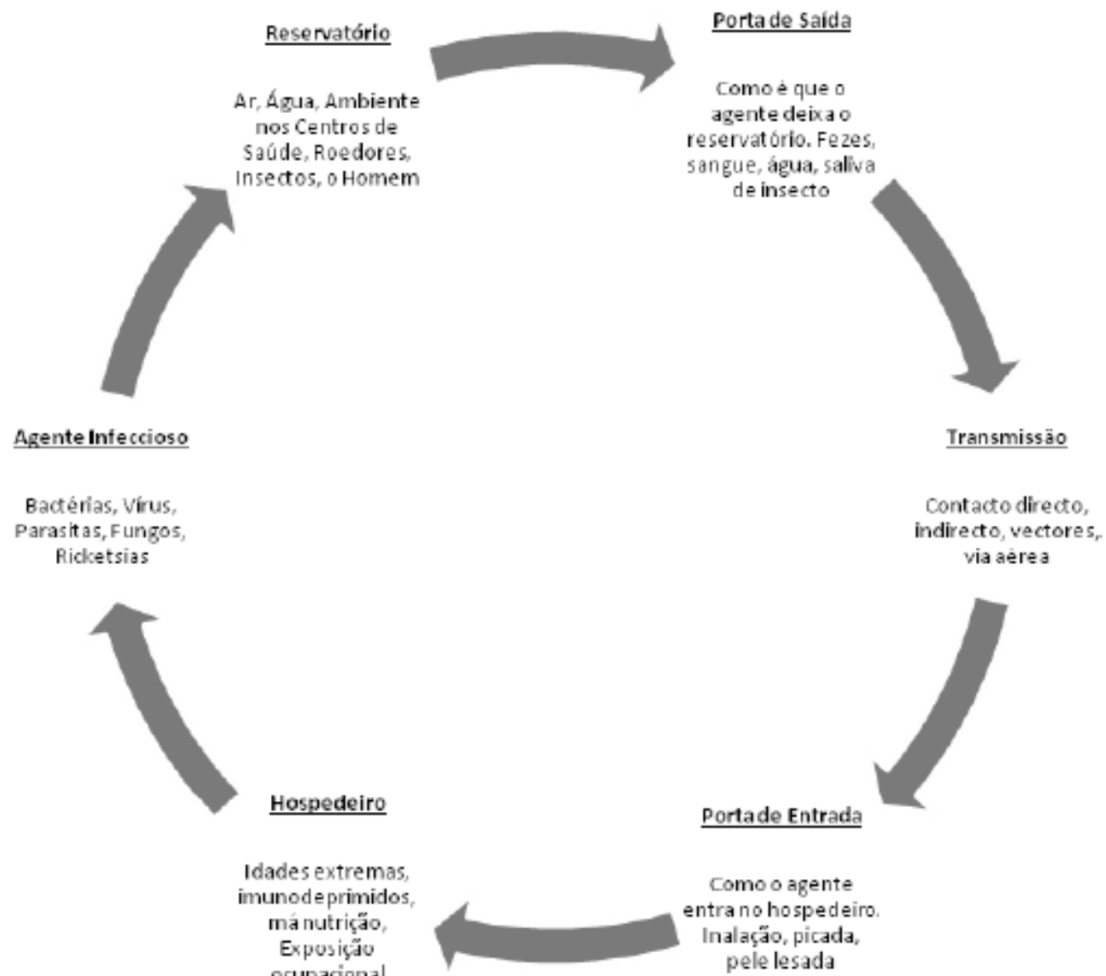 Reservatório
Ar, Água, Ambiente
nos Centros de
Saúde, Roedores,
Insectos, o Homem
Porta de Saída
Como é que o
agente deixa o
reservatório. Fezes,
sangue, água, saliva
de insecto
Transmissão
Contacto directo,
indirecto, vectores,
via aérea
Porta de Entrada
Como o agente
entra no hospedeiro.
Inalação, picada,
pele lesada
Hospedeiro
Idades extremas,
imunodeprimidos,
má nutrição,
Exposição
ocupacional
Agente Infeccioso
Bactérias, Vírus,
Parasitas, Fungos,
Ricketsias